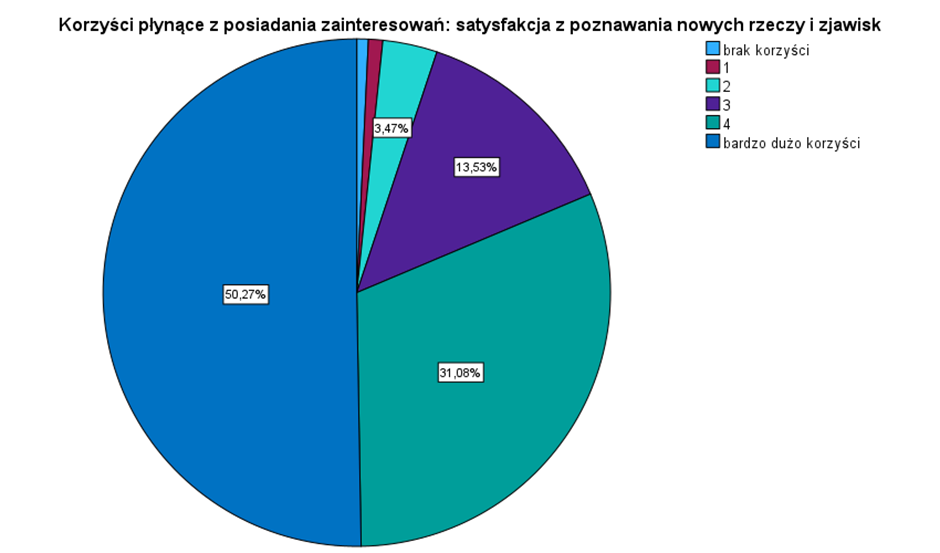 Korzyści płynące z posiadania zainteresowań: satysfakcja z poznawania nowych rzeczy i zjawisk
brak korzyści
1
2
3
4
bardzo dużo korzyści
3,47%
13,53%
50,27%
31,08%